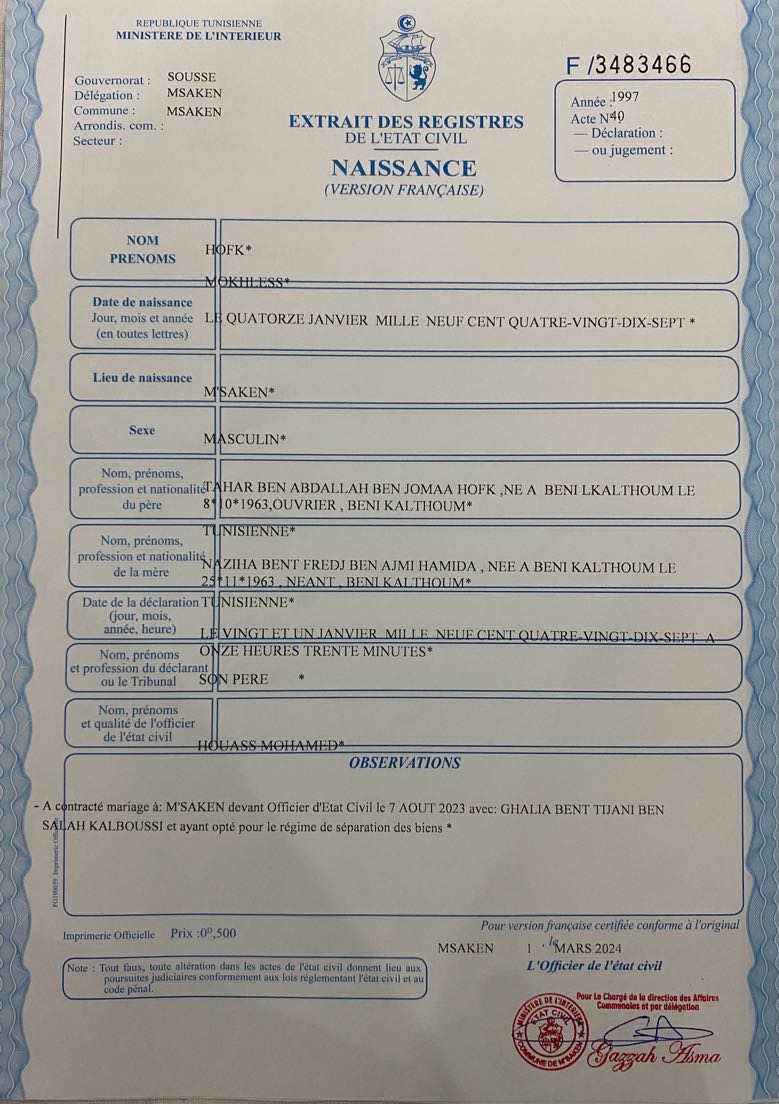 REPUBLIQUE TUNISIENNE
MINISTERE DE L'INTERIEUR
Gouvernorat : SOUSSE
Délégation : MSAKEN
Commune : MSAKEN
Arrondis. com. :
Secteur :
EXTRAIT DES REGISTRES
DE L'ETAT CIVIL
NAISSANCE
(VERSION FRANÇAISE)
F /3483466
Année :1997
Acte N°40
— Déclaration :
— ou jugement :
NOM
PRENOMS
HOFK*
MOKHLESS*
Date de naissance
Jour, mois et année
(en toutes lettres)
LE QUATORZE JANVIER MILLE NEUF CENT QUATRE-VINGT-DIX-SEPT *
Lieu de naissance
M'SAKEN*
Sexe
MASCULIN*
Nom, prénoms,
profession et nationalité
du père
TAHAR BEN ABDALLAH BEN JOMAA HOFK ,NE A BENI LKALTHOUM LE
8*10*1963,OUVRIER , BENI KALTHOUM*
TUNISIENNE*
Nom, prénoms,
profession et nationalité
de la mère
NAZIHA BENT FREDJ BEN AJMI HAMIDA , NEE A BENI KALTHOUM LE
25*11*1963 , NEANT , BENI KALTHOUM*
TUNISIENNE*
Date de la déclaration
(jour, mois,
année, heure)
LE VINGT ET UN JANVIER MILLE NEUF CENT QUATRE-VINGT-DIX-SEPT A
ONZE HEURES TRENTE MINUTES*
Nom, prénoms
et profession du déclarant
ou le Tribunal
SON PERE *
Nom, prénoms
et qualité de l'officier
de l'état civil
HOUASS MOHAMED*
OBSERVATIONS
- A contracté mariage à: M'SAKEN devant Officier d'Etat Civil le 7 AOUT 2023 avec: GHALIA BENT TIJANI BEN
SALAH KALBOUSSI et ayant opté pour le régime de séparation des biens *
Imprimerie Officielle Prix :0D,500
Pour version française certifiée conforme à l'original
MSAKEN 1 le MARS 2024
L'Officier de l'état civil
Note : Tout faux, toute altération dans les actes de l'état civil donnent lieu aux
poursuites judiciaires conformement aux lois réglementant l'état civil et au
code pénal.
Pour Le Chargé de la direction des Affaires
Communales et par délégation
Gazzah Asma
MINISTERE DE L'INTERIEUR
ETAT CIVIL
COMMUNE DE M'SAKEN